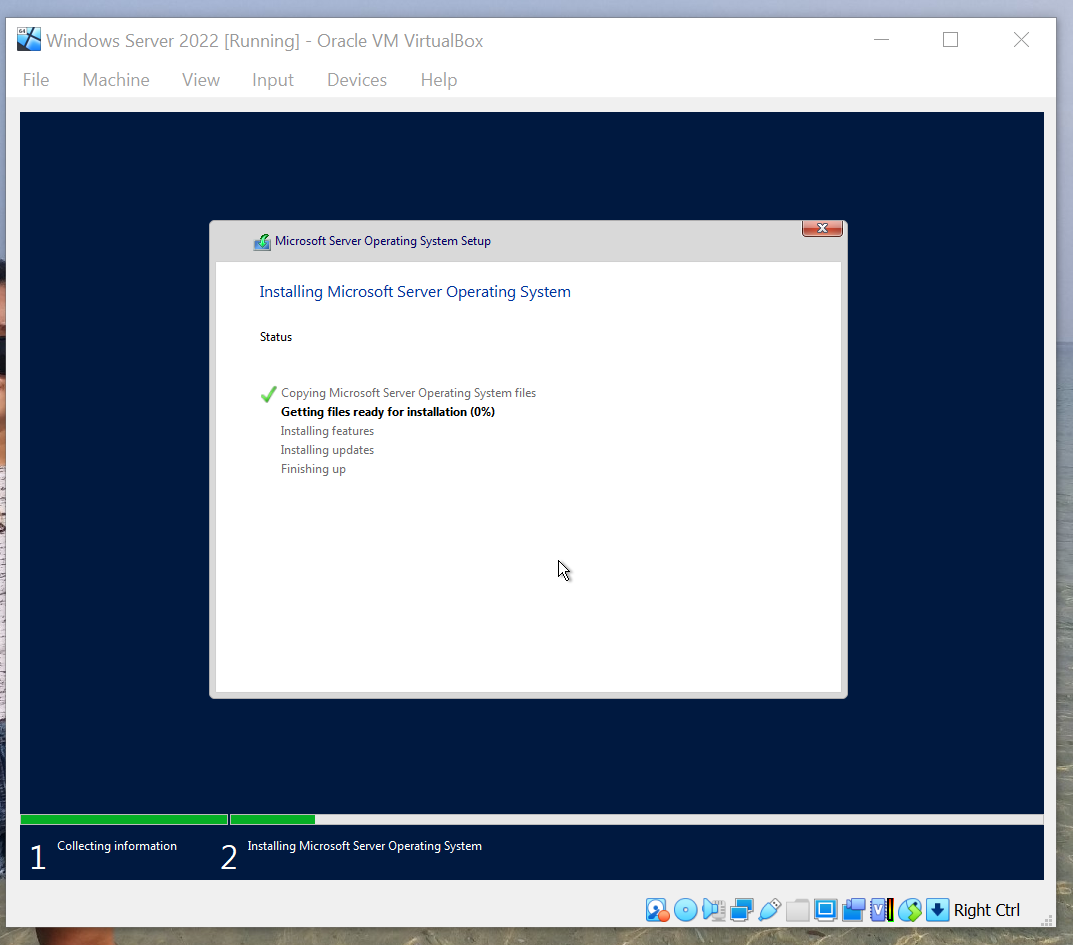 Windows Server 2022 [Running] - Oracle VM VirtualBox
File Machine View Input Devices Help
Microsoft Server Operating System Setup
Installing Microsoft Server Operating System
Status
Copying Microsoft Server Operating System files
Getting files ready for installation (0%)
Installing features
Installing updates
Finishing up
1 Collecting information 2 Installing Microsoft Server Operating System
Right Ctrl